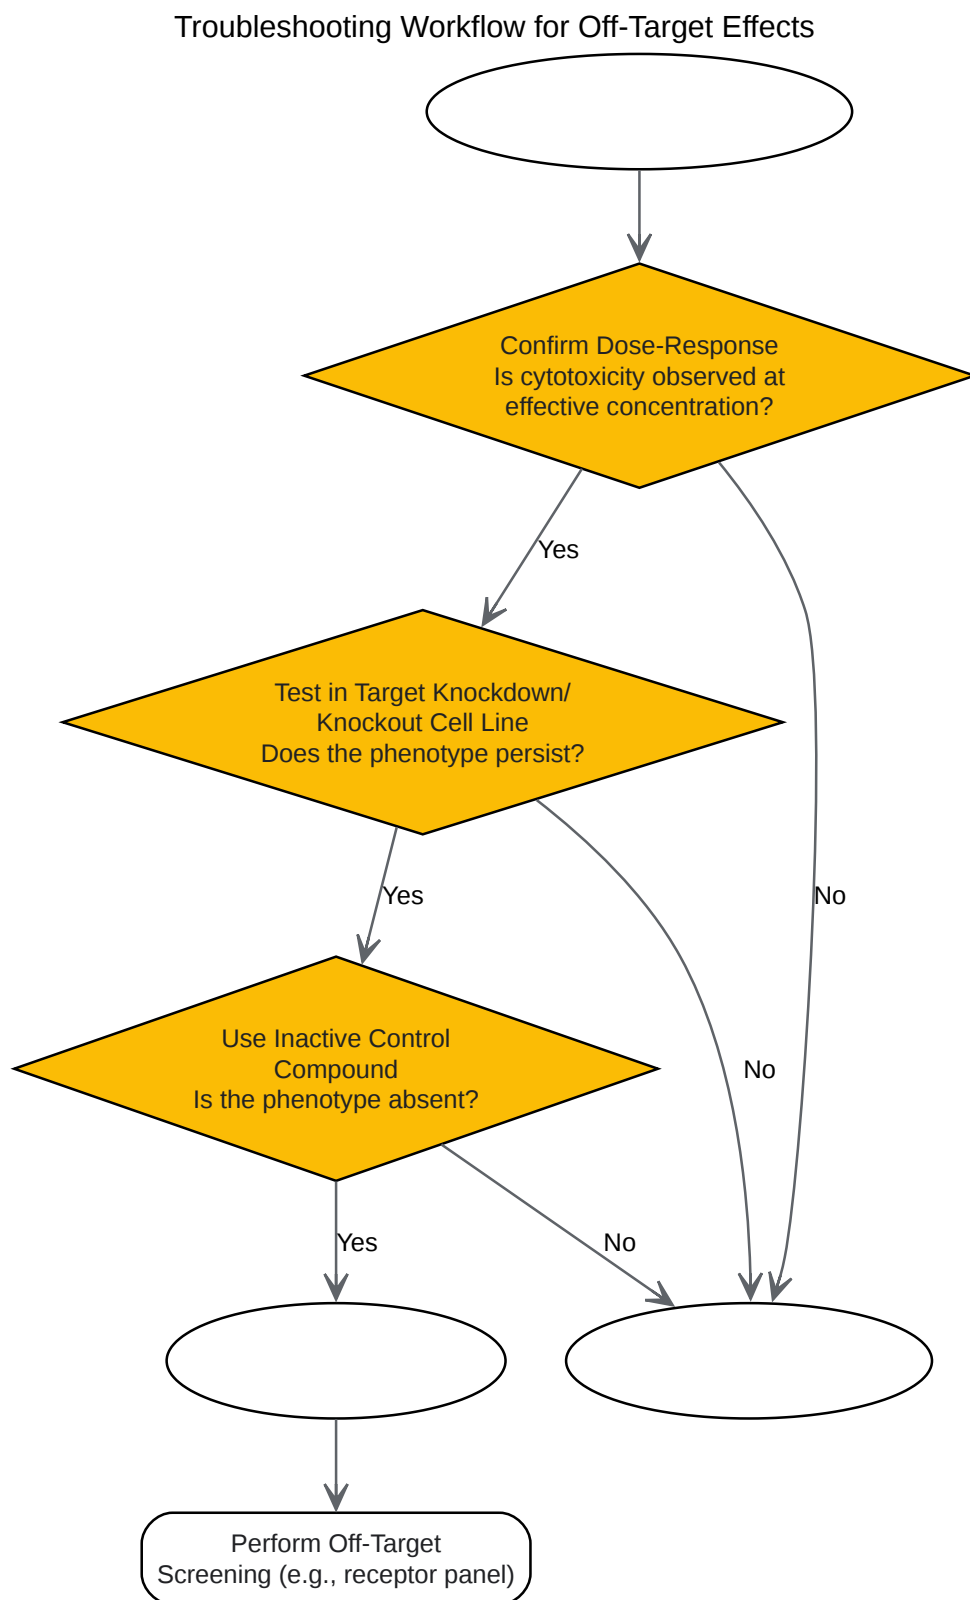 Troubleshooting Workflow for Off-Target Effects
Confirm Dose-Response
Is cytotoxicity observed at
effective concentration?
Yes
Test in Target Knockdown/
Knockout Cell Line
Does the phenotype persist?
Yes
No
Use Inactive Control
Compound
Is the phenotype absent?
No
Yes
No
Perform Off-Target
Screening (e.g., receptor panel)